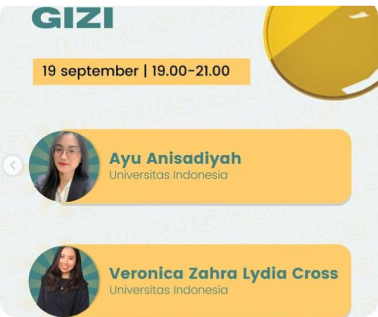 GIZI
19 september | 19.00-21.00
Ayu Anisadiyah
Universitas Indonesia
Veronica Zahra Lydia Cross
Universitas Indonesia